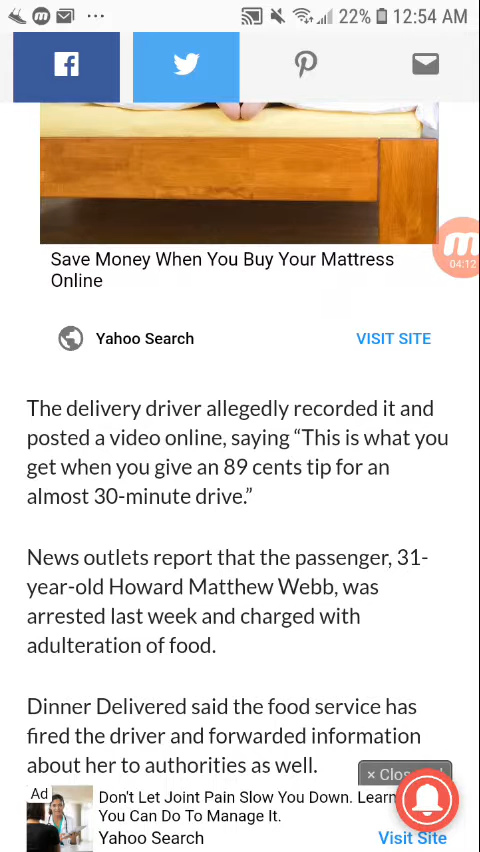 22% 12:54 AM
Save Money When You Buy Your Mattress
Online
04:12
Yahoo Search VISIT SITE
The delivery driver allegedly recorded it and
posted a video online, saying “This is what you
get when you give an 89 cents tip for an
almost 30-minute drive.”
News outlets report that the passenger, 31-
year-old Howard Matthew Webb, was
arrested last week and charged with
adulteration of food.
Dinner Delivered said the food service has
fired the driver and forwarded information
about her to authorities as well.
× Clos
Ad
Don't Let Joint Pain Slow You Down. Learn
You Can Do To Manage It.
Yahoo Search Visit Site